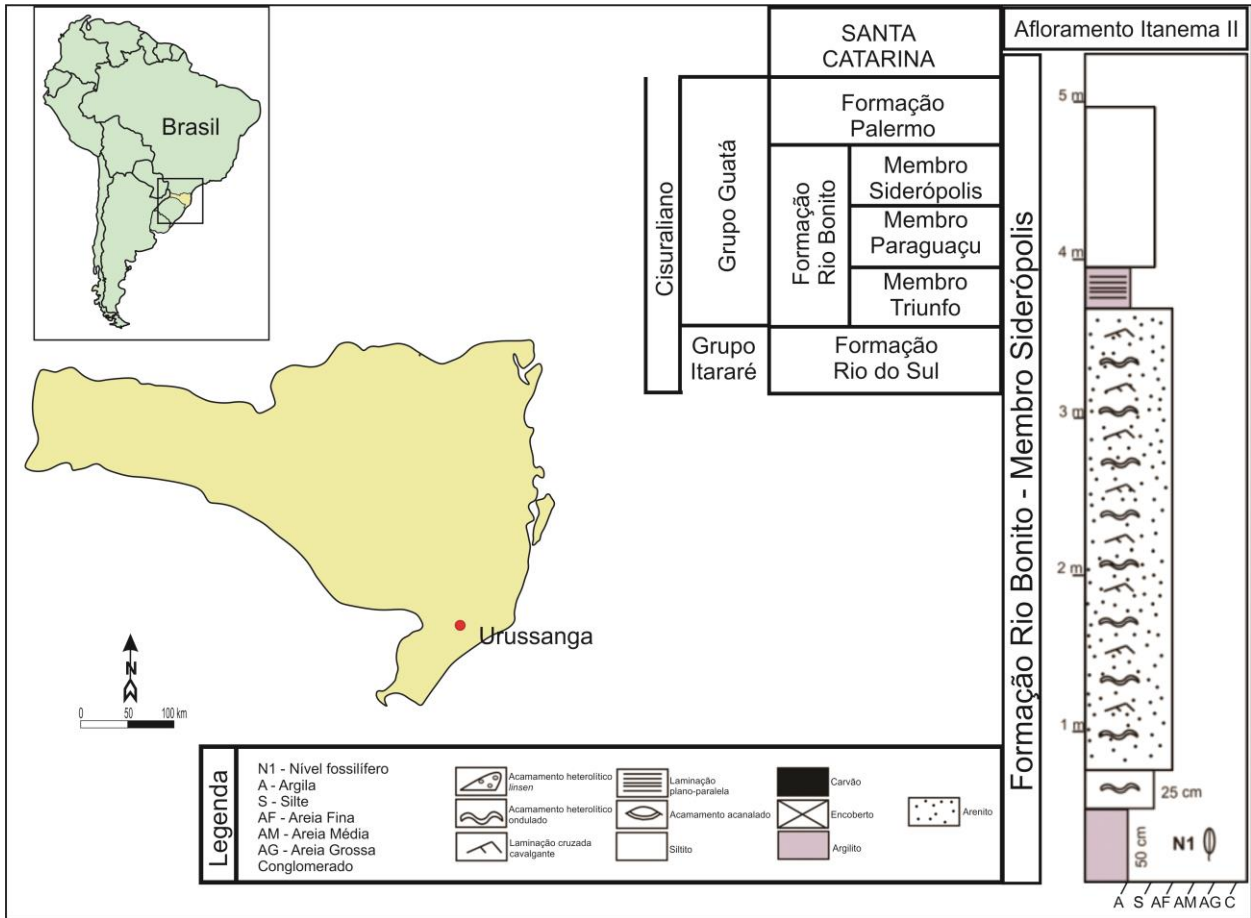 Brasil
Urussanga
N
0 50 100 km
SANTA
CATARINA
Cisuraliano
Grupo Guatá
Formação
Palermo
Formação
Rio Bonito
Membro
Siderópolis
Membro
Paraguaçu
Membro
Triunfo
Grupo
Itararé
Formação
Rio do Sul
Afloramento Itanema II
Formação Rio Bonito - Membro Siderópolis
5 m
4 m
3 m
2 m
1 m
25 cm
50 cm
N1
A S AF AM AG C
Legenda
N1 - Nível fossilífero
A - Argila
S - Silte
AF - Areia Fina
AM - Areia Média
AG - Areia Grossa
Conglomerado
Acamamento heterolítico
linsen
Acamamento heterolítico
ondulado
Laminação cruzada
cavalgante
Laminação
plano-paralela
Acamamento acanalado
Siltito
Carvão
Encoberto
Argilito
Arenito